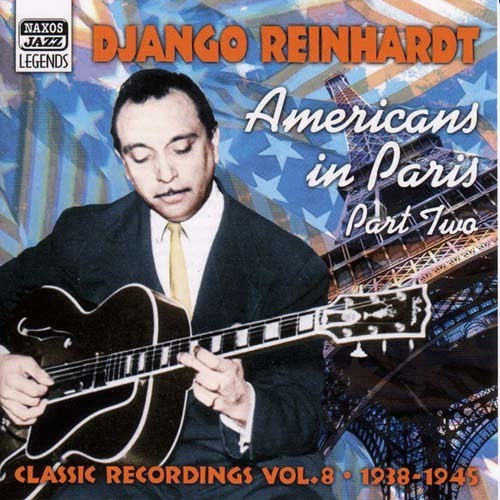 NAXOS
JAZZ
LEGENDS
DJANGO REINHARDT
Americans
in Paris
Part Two
CLASSIC RECORDINGS VOL.8 • 1938-1945